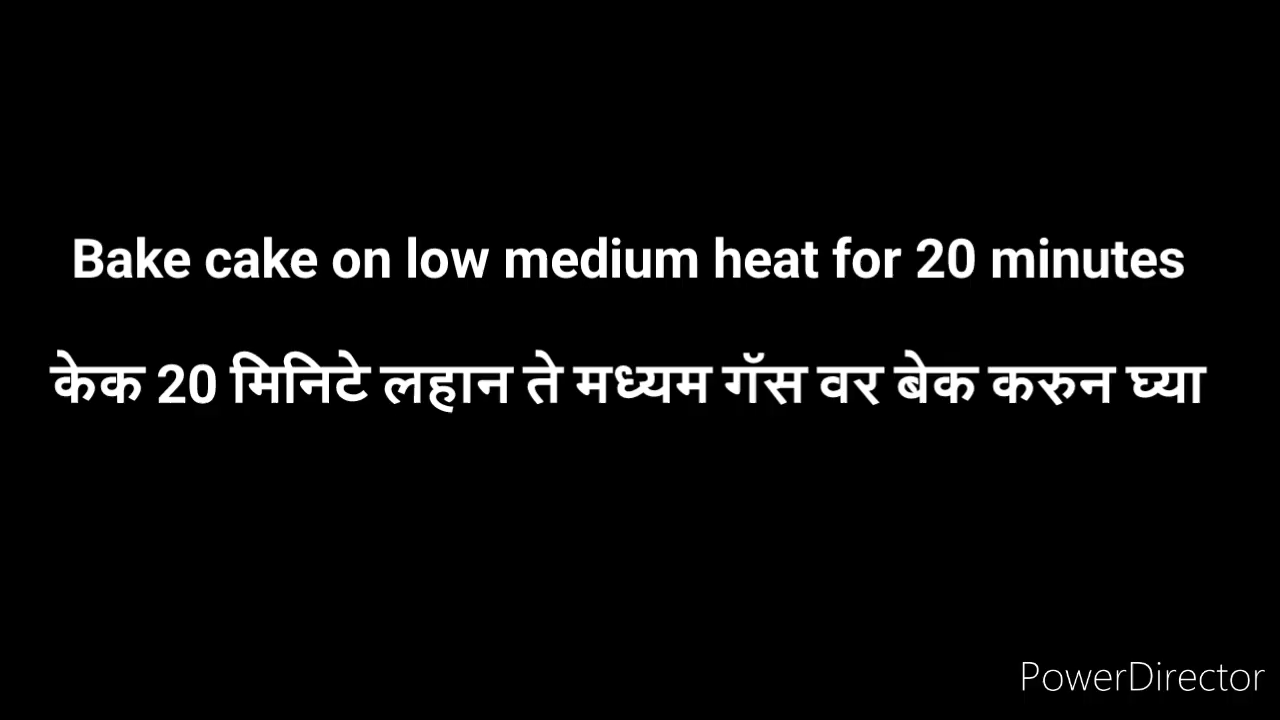 Bake cake on low medium heat for 20 minutes
केक 20 मिनिटे लहान ते मध्यम गॅस वर बेक करुन घ्या
PowerDirector